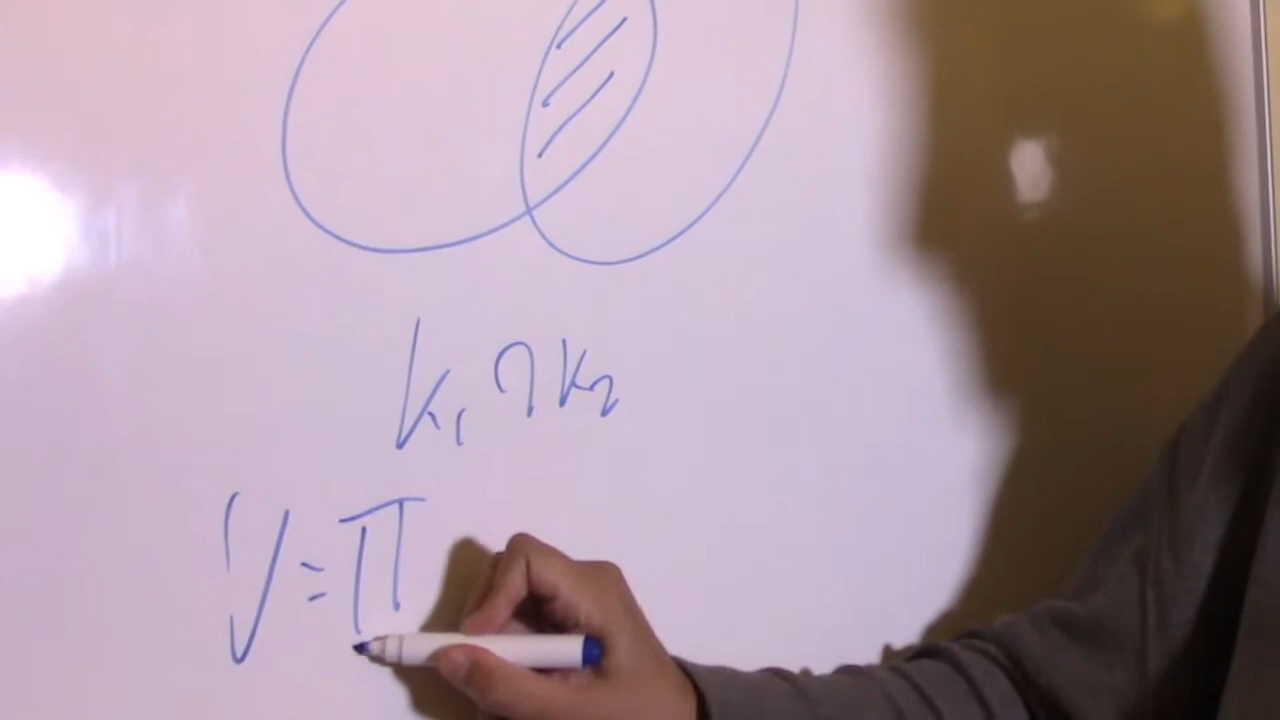 k₁ ∩ k₂
y = Π